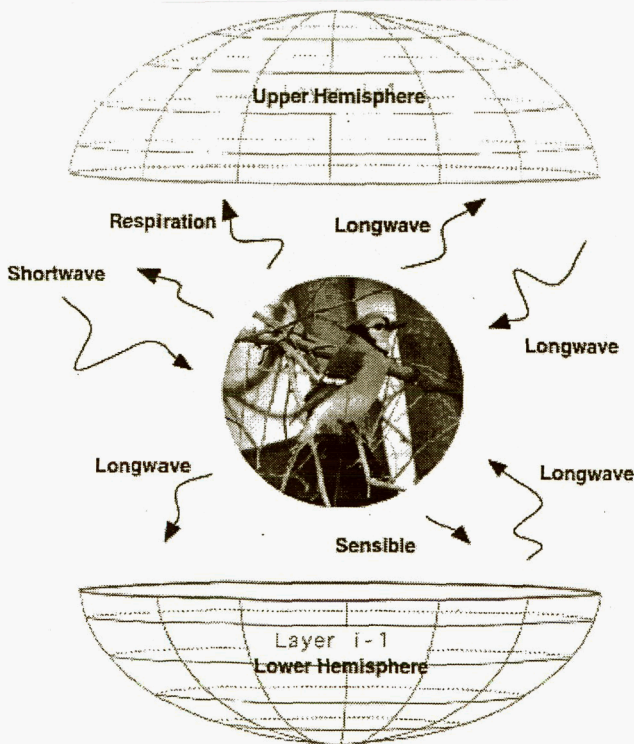 Upper Hemisphere
Respiration
Longwave
Shortwave
Longwave
Longwave
Longwave
Sensible
Layer i-1
Lower Hemisphere